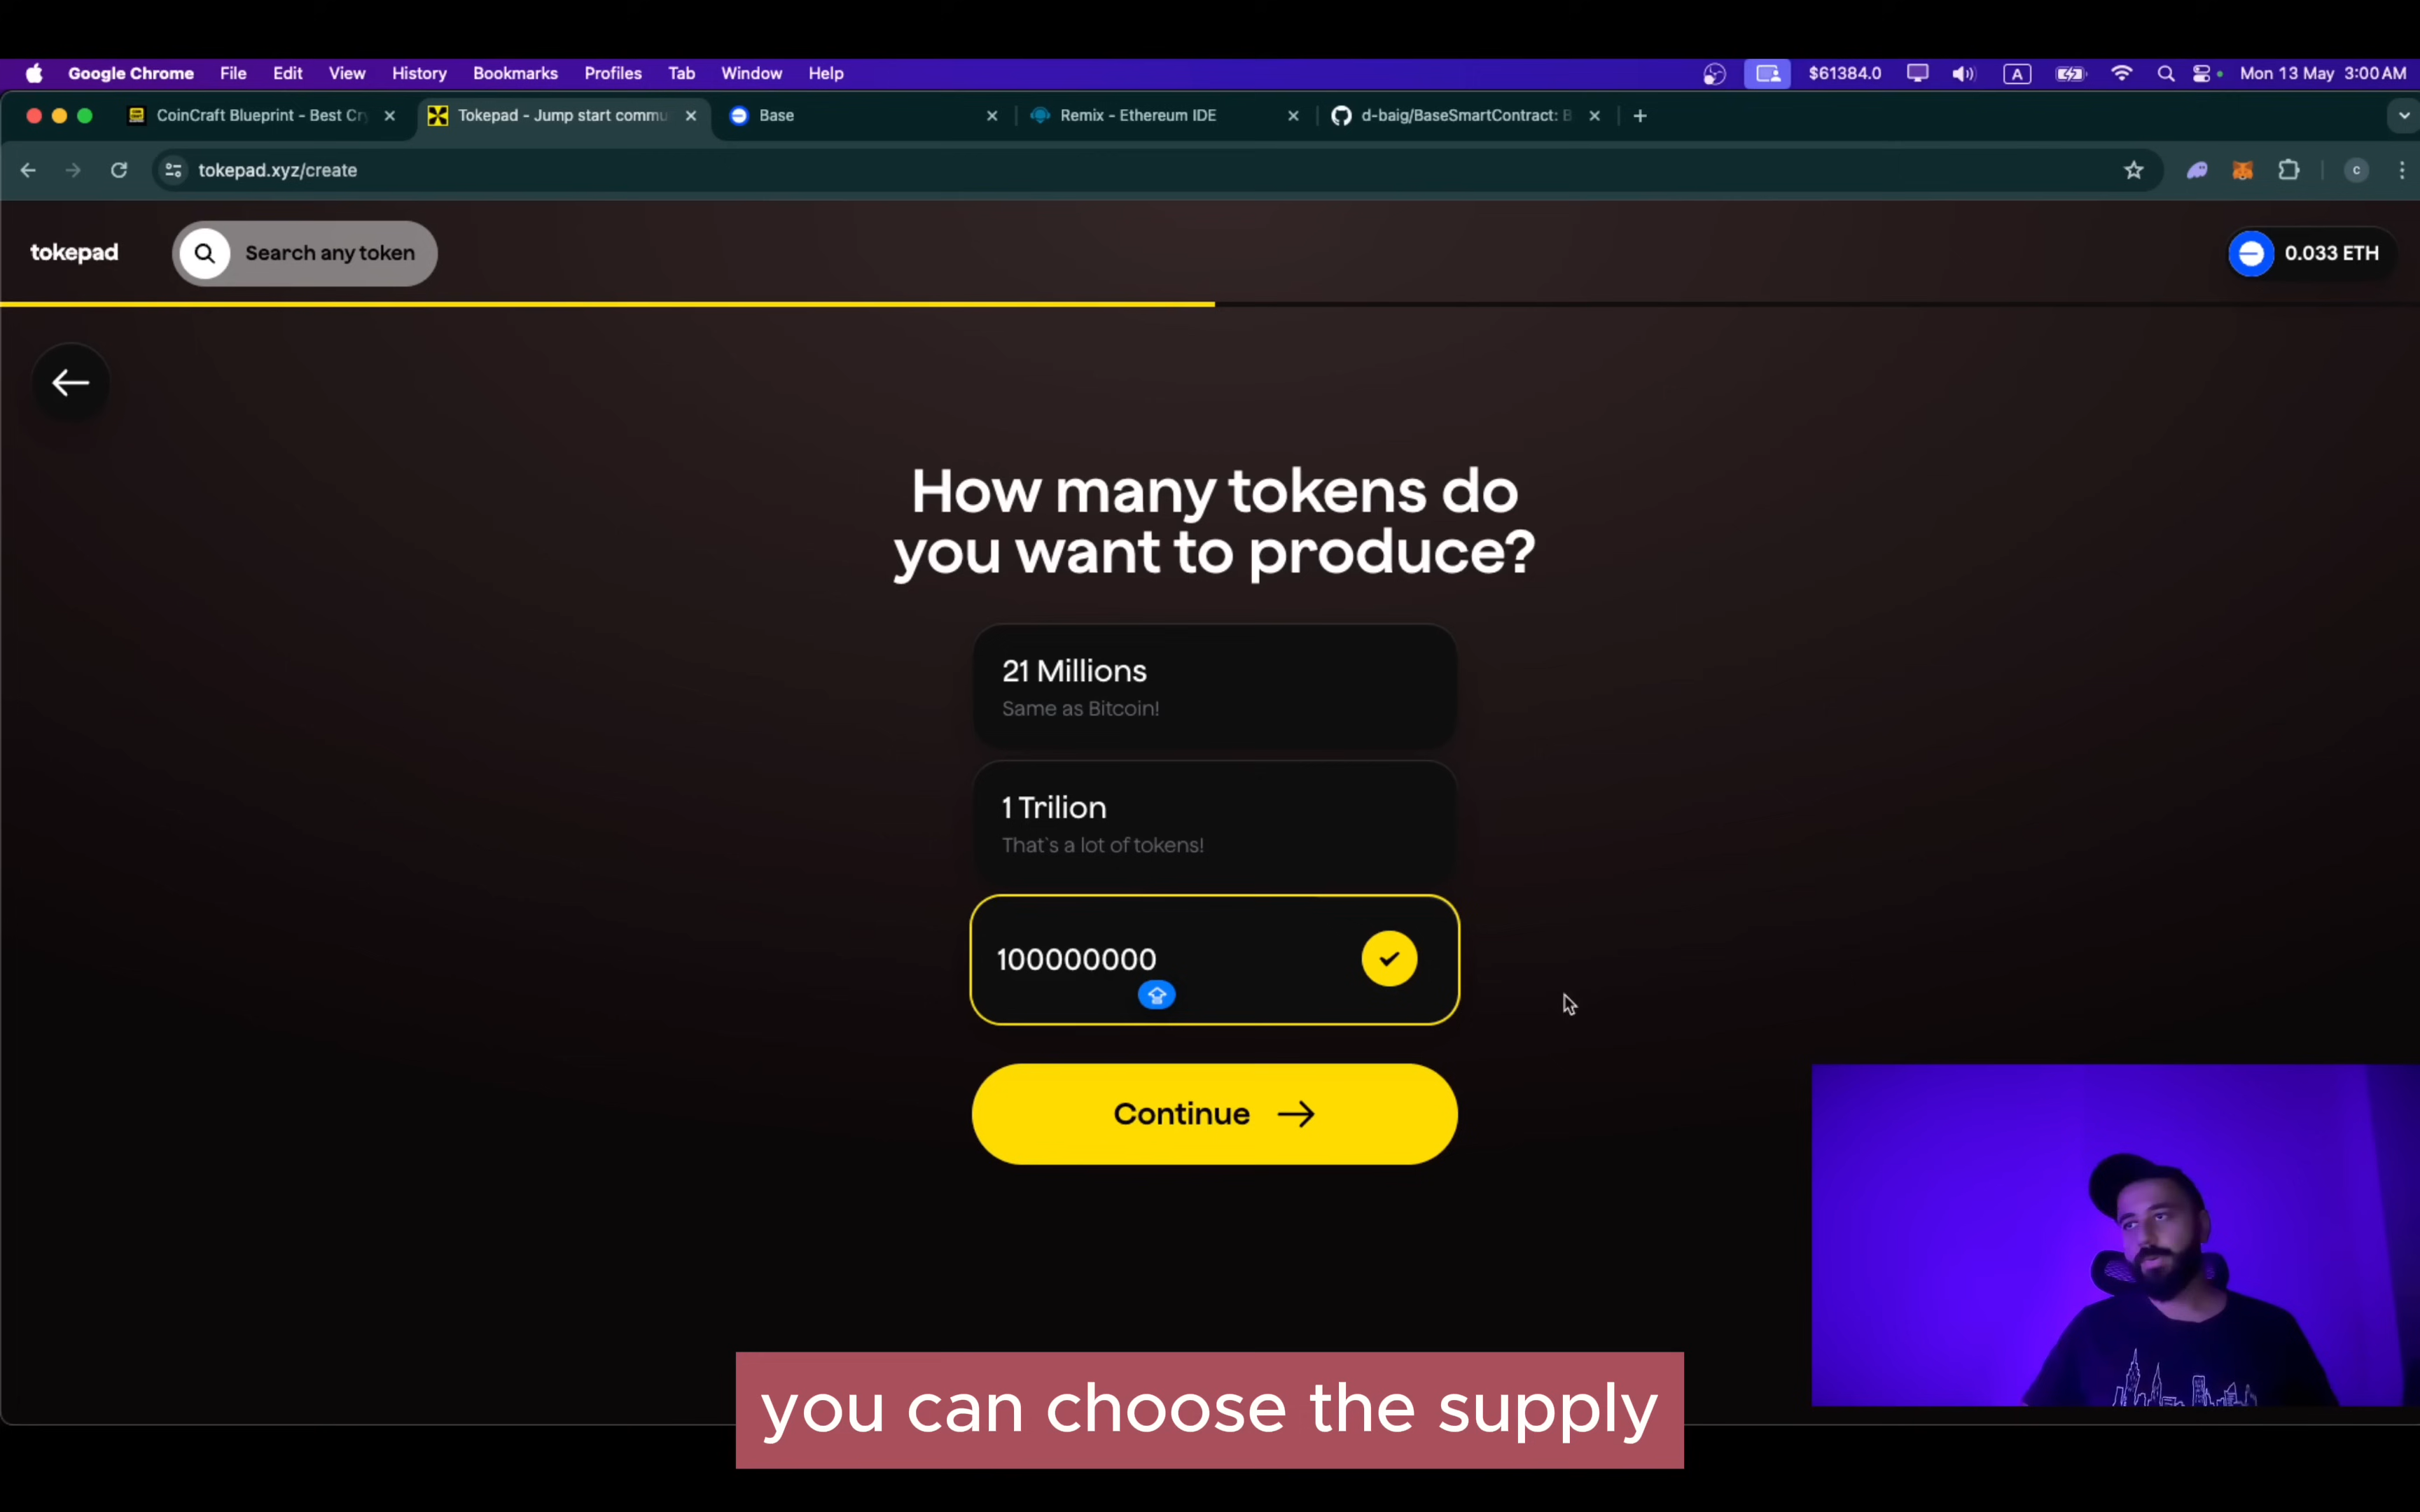 Google Chrome File Edit View History Bookmarks Profiles Tab Window Help $61384.0 A Mon 13 May 3:00 AM
CoinCraft Blueprint - Best Cry Tokepad - Jump start commu Base Remix - Ethereum IDE d-baig/BaseSmartContract: B
tokepad.xyz/create c
tokepad Search any token 0.033 ETH
How many tokens do
you want to produce?
21 Millions
Same as Bitcoin!
1 Trilion
That`s a lot of tokens!
100000000
Continue
you can choose the supply